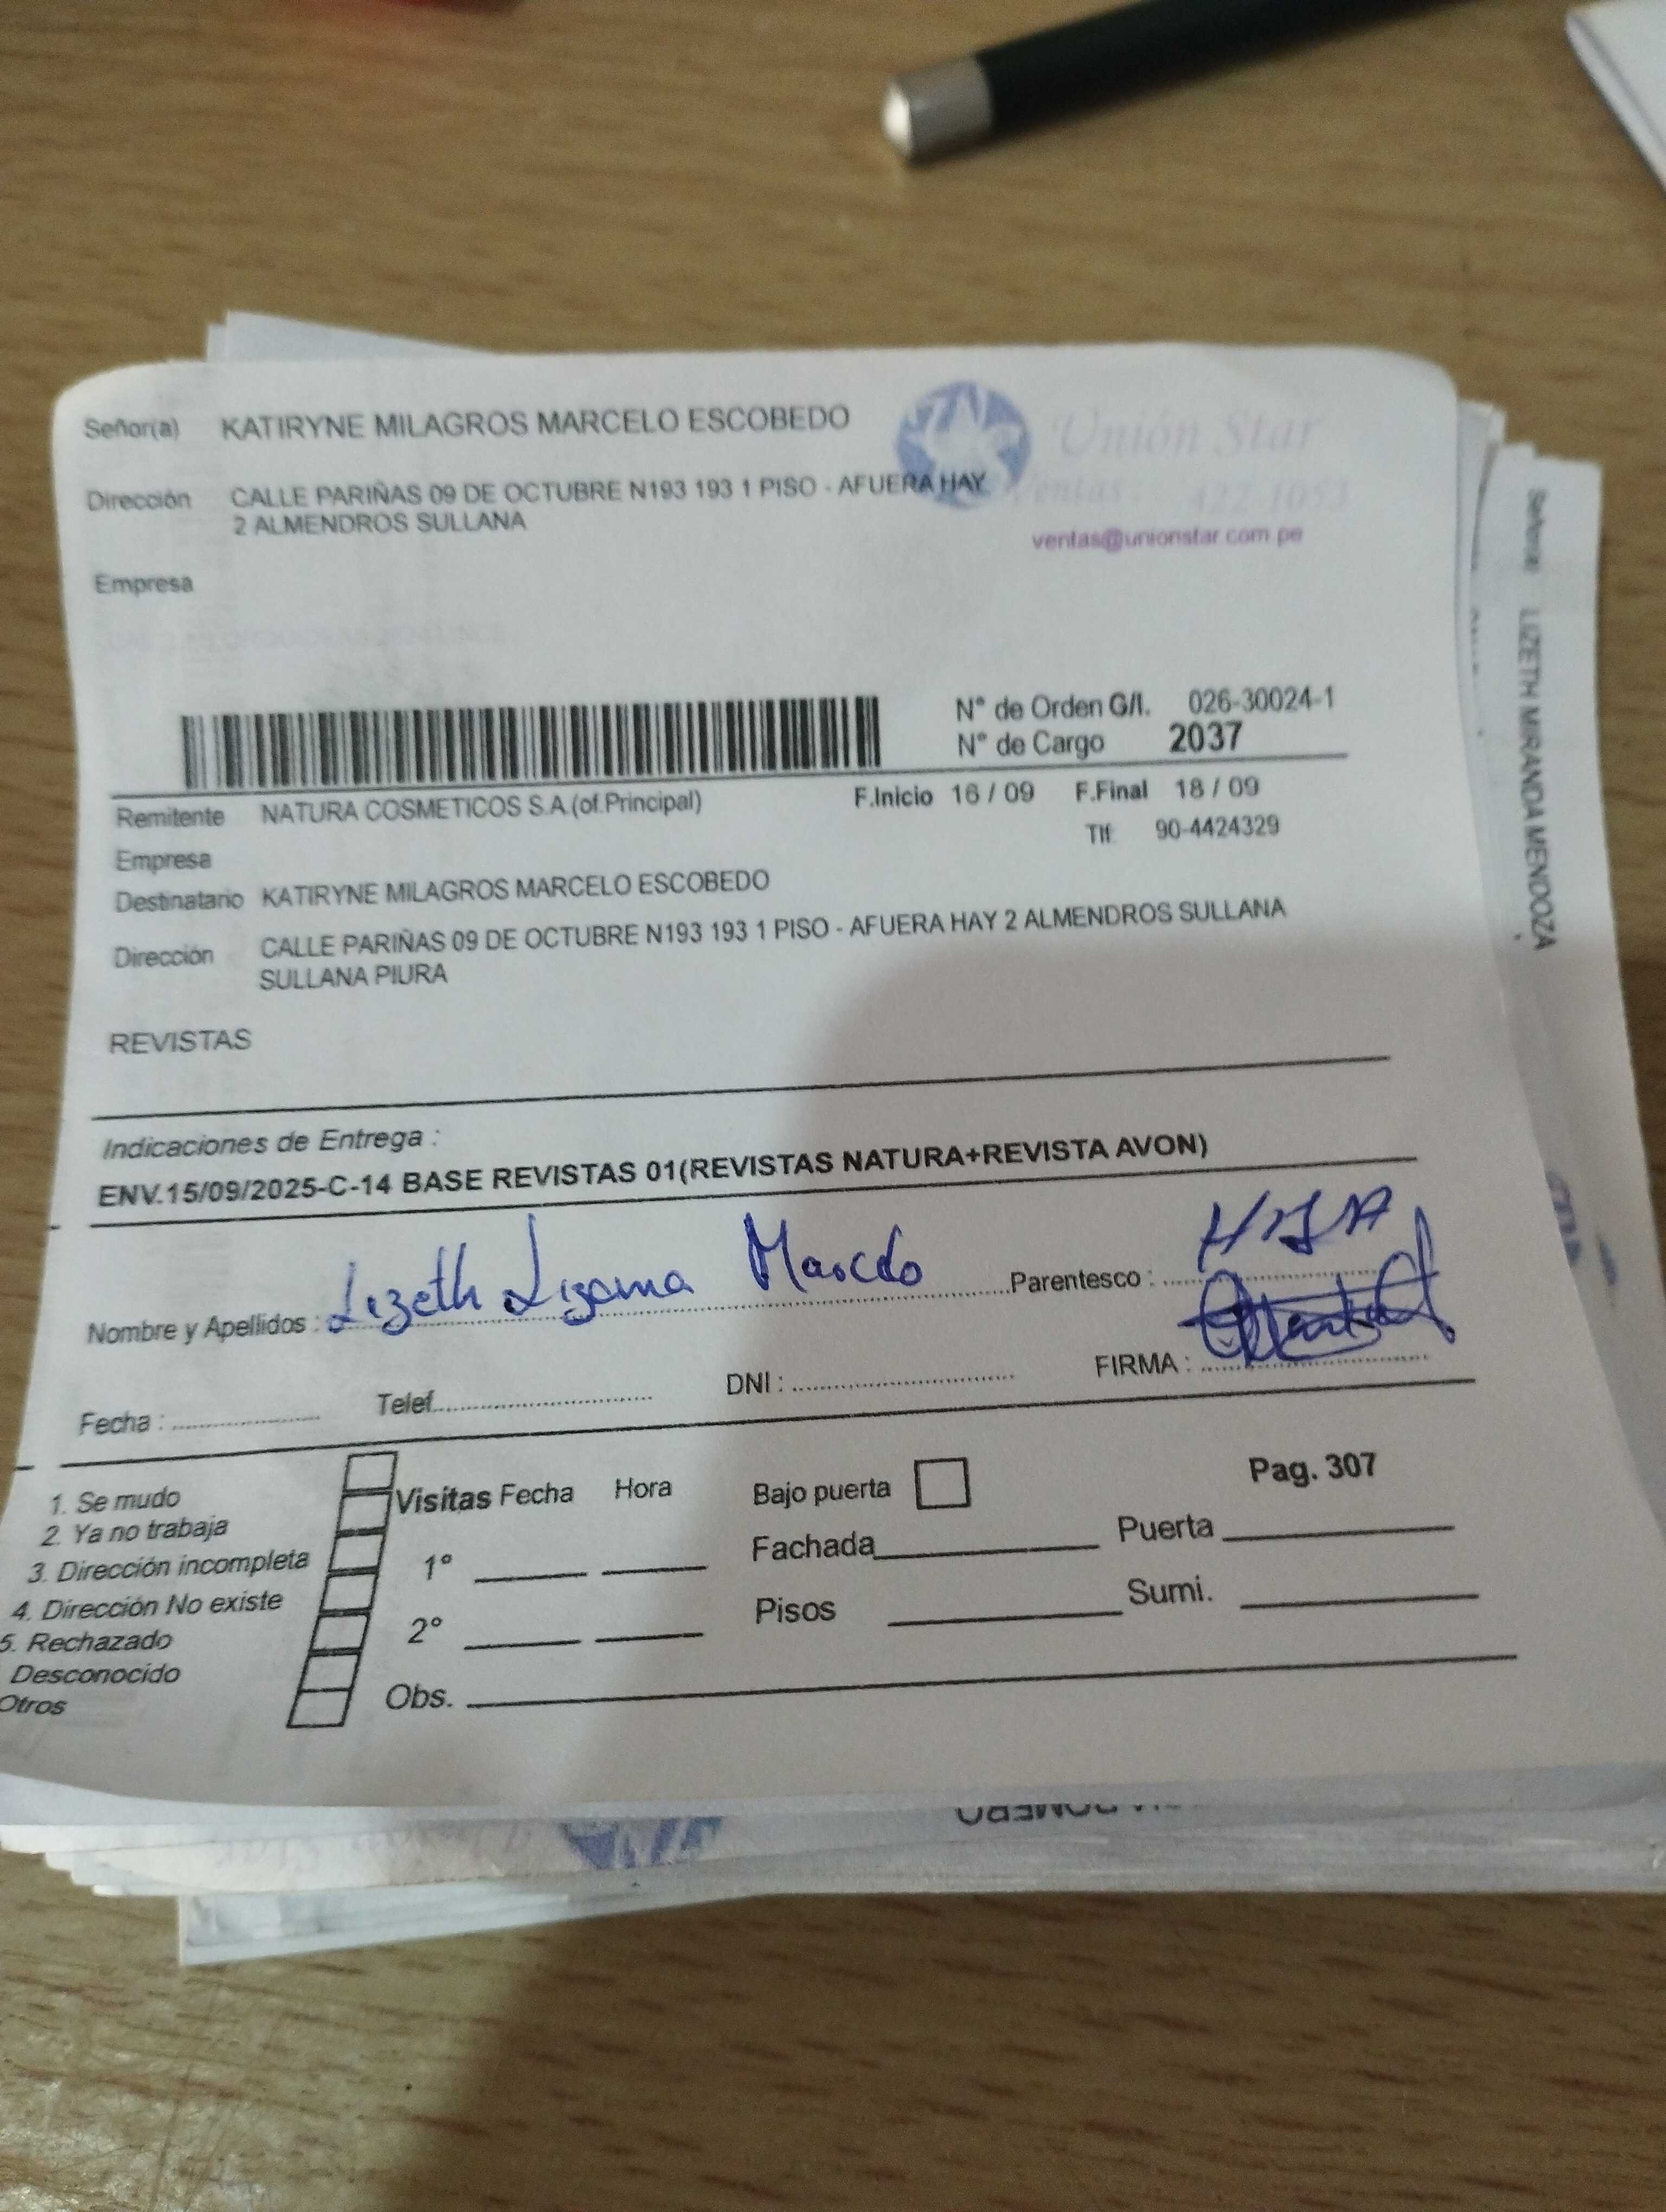 Señor(a) KATIRYNE MILAGROS MARCELO ESCOBEDO
Unión Star
Dirección CALLE PARIÑAS 09 DE OCTUBRE N193 193 1 PISO - AFUERA HAY
2 ALMENDROS SULLANA
Ventas: 422-1053
ventas@unionstar.com.pe
Empresa
N° de Orden G/I. 026-30024-1
N° de Cargo 2037
Remitente NATURA COSMETICOS S.A.(of.Principal) F.Inicio 16 / 09 F.Final 18 / 09
Tlf: 90-4424329
Empresa
Destinatario KATIRYNE MILAGROS MARCELO ESCOBEDO
Dirección CALLE PARIÑAS 09 DE OCTUBRE N193 193 1 PISO - AFUERA HAY 2 ALMENDROS SULLANA
SULLANA PIURA
REVISTAS
Indicaciones de Entrega :
ENV.15/09/2025-C-14 BASE REVISTAS 01(REVISTAS NATURA+REVISTA AVON)
Nombre y Apellidos : Lizeth Lizama Marcelo Parentesco : HIJA
Fecha : Telef. DNI : FIRMA :
1. Se mudo
2. Ya no trabaja
3. Dirección incompleta
4. Dirección No existe
5. Rechazado
Desconocido
Otros
Visitas Fecha Hora
1°
2°
Obs.
Bajo puerta
Pag. 307
Fachada Puerta
Pisos Sumi.
Señor(a) LIZETH MIRANDA MENDOZA